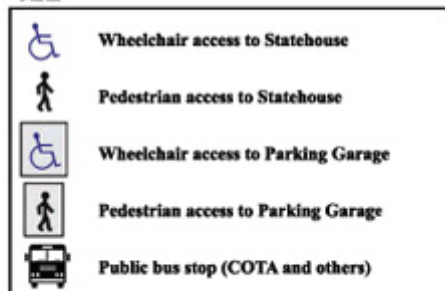 Wheelchair access to Statehouse
Pedestrian access to Statehouse
Wheelchair access to Parking Garage
Pedestrian access to Parking Garage
Public bus stop (COTA and others)